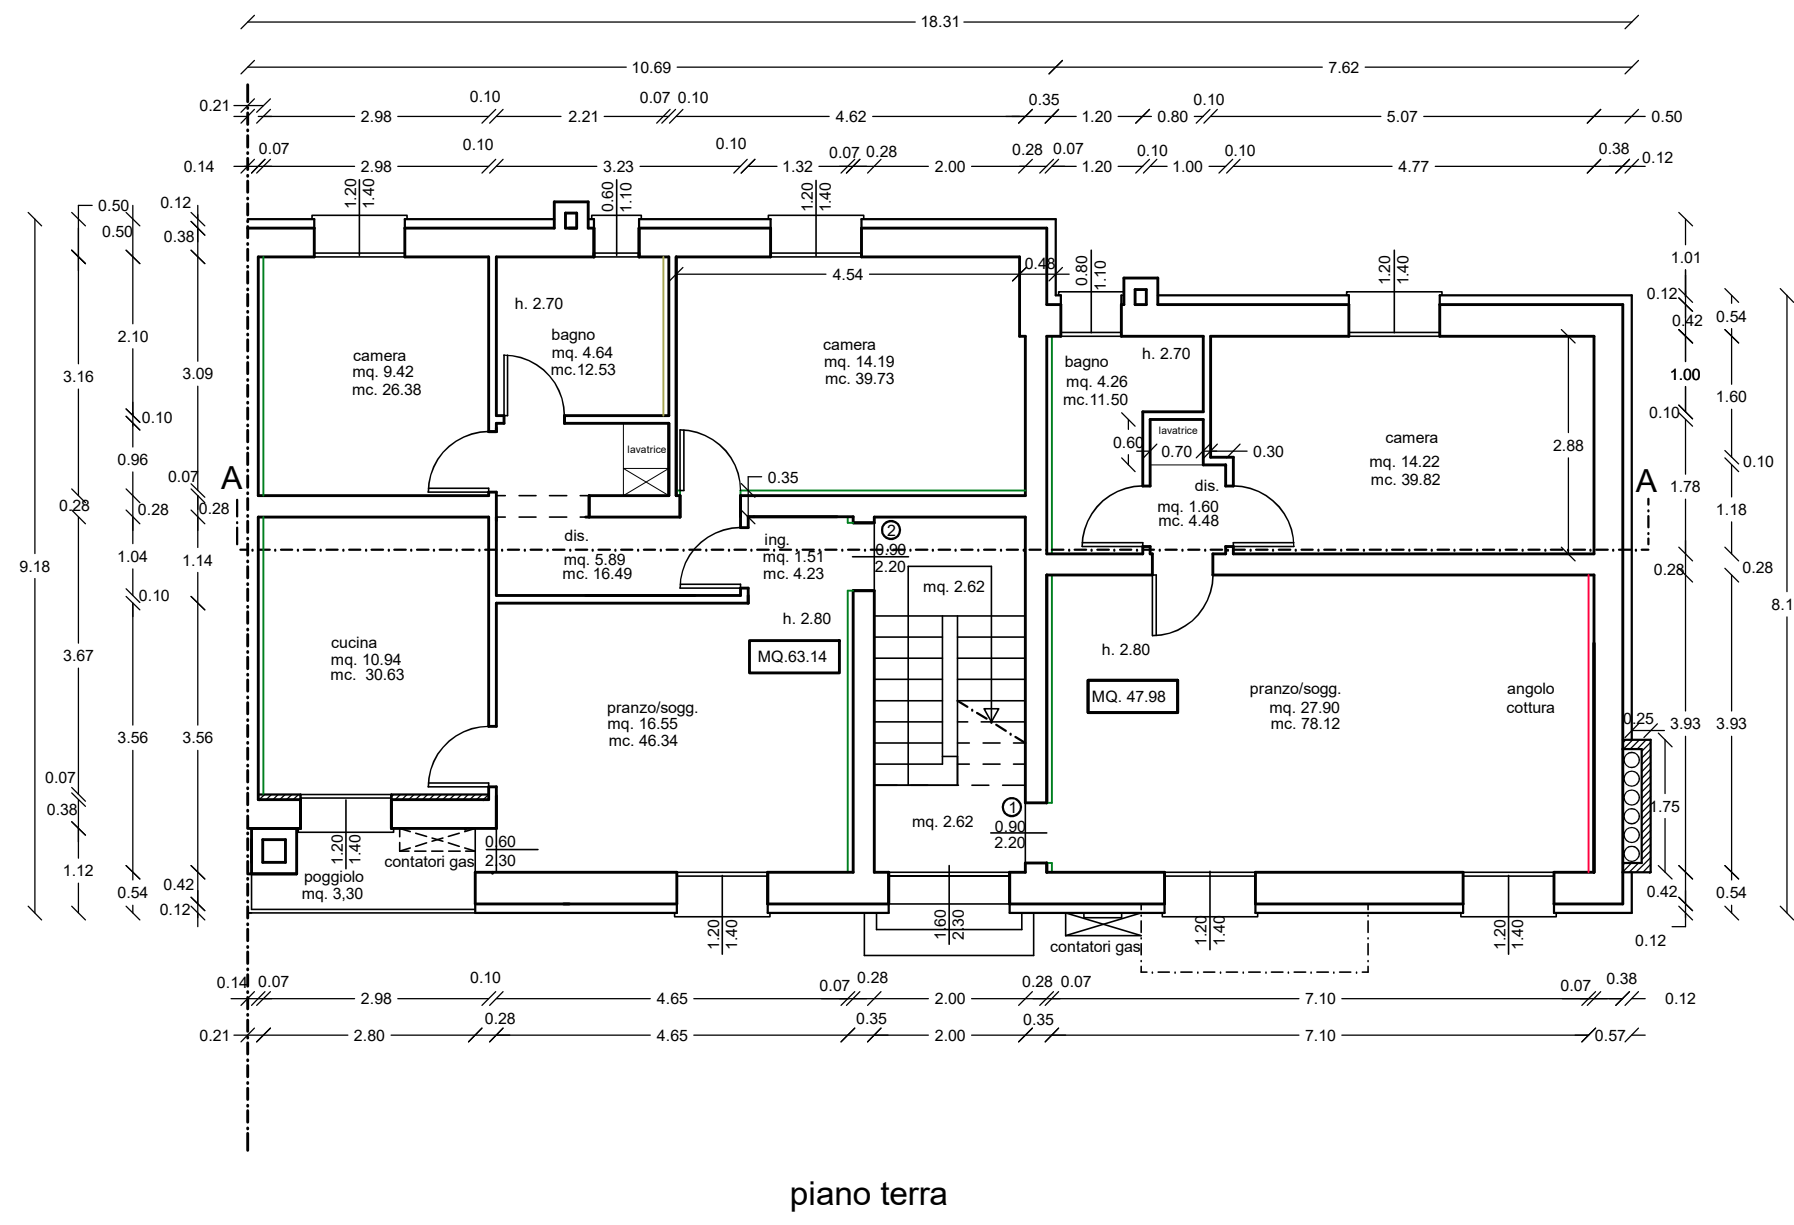 18.31
10.69 7.62
0.21 0.10 0.07 0.10 0.35 0.10
2.98 2.21 4.62 1.20 0.80 5.07 0.50
0.07 0.10 0.10 0.07 0.28 0.28 0.07 0.10 0.10 0.38 0.12
0.14 2.98 3.23 1.32 2.00 1.20 1.00 4.77
1.20 1.40
0.60 1.10
1.20 1.40
0.80 1.10
1.20 1.40
0.50 0.12
0.50 0.38
2.10
3.16 3.09
0.10
0.96
0.07
0.28 0.28 0.28
1.04 1.14
9.18
0.10
3.67
3.56 3.56
0.07
0.38
1.12
0.54 0.42
0.12
A
camera
mq. 9.42
mc. 26.38
h. 2.70
bagno
mq. 4.64
mc.12.53
lavatrice
4.54 0.48
camera
mq. 14.19
mc. 39.73
0.35
h. 2.70
bagno
mq. 4.26
mc.11.50
lavatrice
0.60 0.70 0.30
dis.
mq. 1.60
mc. 4.48
camera
mq. 14.22
mc. 39.82
2.88
A
dis.
mq. 5.89
mc. 16.49
ing.
mq. 1.51
mc. 4.23
2
0.90
2.20
mq. 2.62
h. 2.80
MQ.63.14
cucina
mq. 10.94
mc. 30.63
pranzo/sogg.
mq. 16.55
mc. 46.34
h. 2.80
MQ. 47.98
pranzo/sogg.
mq. 27.90
mc. 78.12
angolo
cottura
mq. 2.62
1
0.90
2.20
0.60
2.30
1.20 1.40
contatori gas
poggiolo
mq. 3,30
1.20 1.40
1.60 2.30
contatori gas
1.20 1.40
1.20 1.40
1.01
0.12
0.42 0.54
1.00
0.10 1.60
0.10
1.78
1.18
0.28 0.28
8.1
0.25 3.93 3.93
1.75
0.42 0.54
0.12
0.14 0.07 0.10 0.07 0.28 0.28 0.07 0.07 0.38
2.98 4.65 2.00 7.10 0.12
0.28 0.35 0.35
0.21 2.80 4.65 2.00 7.10 0.57
piano terra